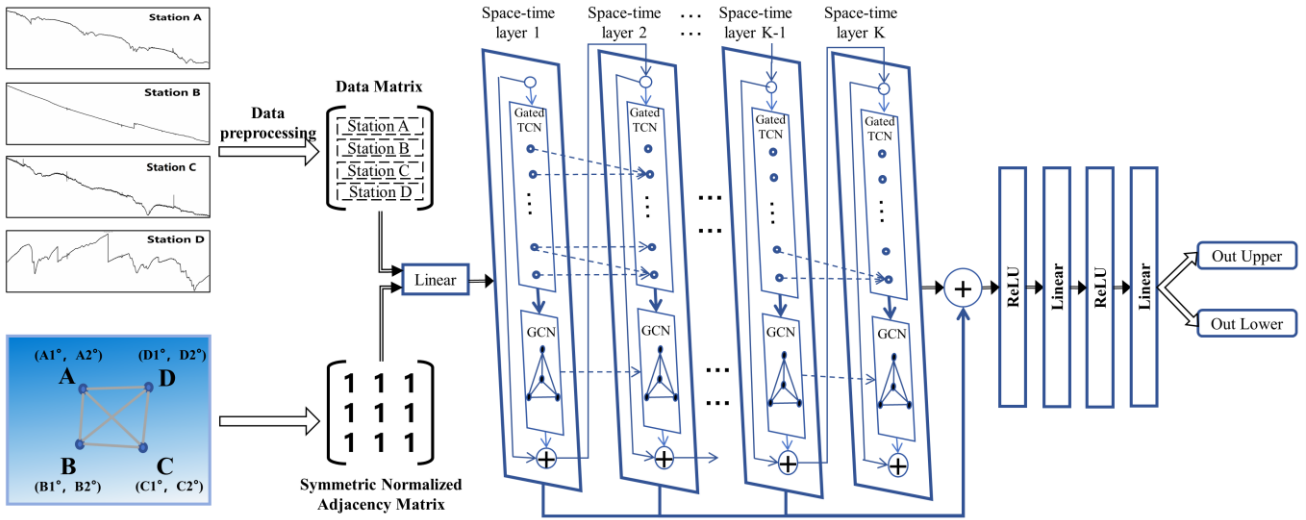 Station A
Station B
Station C
Station D
Data
preprocessing
Data Matrix
Station A
Station B
Station C
Station D
(A1°, A2°)
(D1°, D2°)
A
D
B
C
(B1°, B2°)
(C1°, C2°)
1 1 1
1 1 1
1 1 1
Symmetric Normalized
Adjacency Matrix
Linear
Space-time
layer 1
Space-time
layer 2
... ...
Space-time
layer K-1
Space-time
layer K
Gated
TCN
GCN
+
Gated
TCN
GCN
+
Gated
TCN
GCN
+
Gated
TCN
GCN
+
+
ReLU
Linear
ReLU
Linear
Out Upper
Out Lower